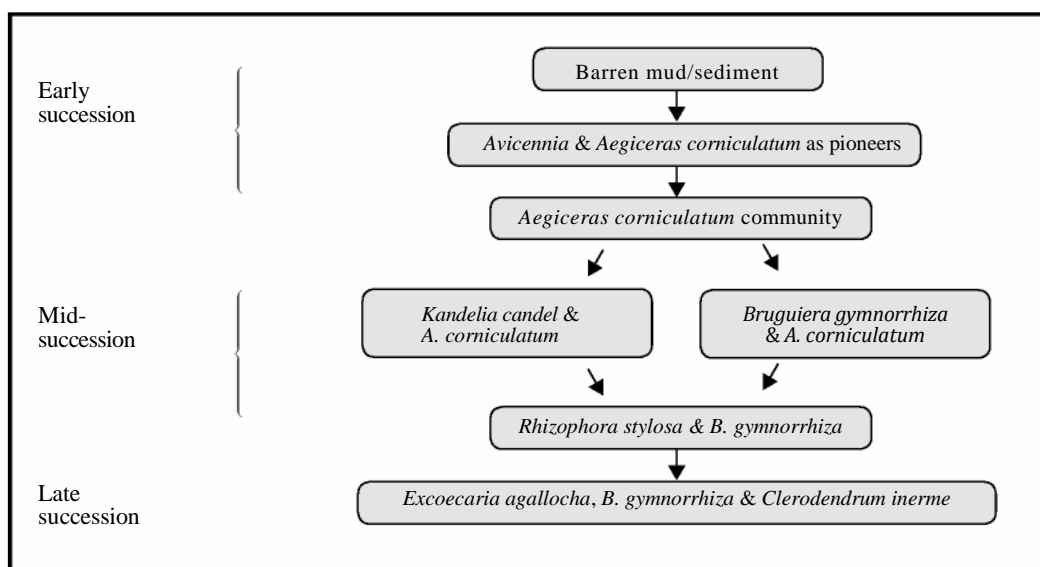 Early
succession
Barren mud/sediment
Avicennia & Aegiceras corniculatum as pioneers
Aegiceras corniculatum community
Mid-
succession
Kandelia candel &
A. corniculatum
Bruguiera gymnorrhiza
& A. corniculatum
Rhizophora stylosa & B. gymnorrhiza
Late
succession
Excoecaria agallocha, B. gymnorrhiza & Clerodendrum inerme